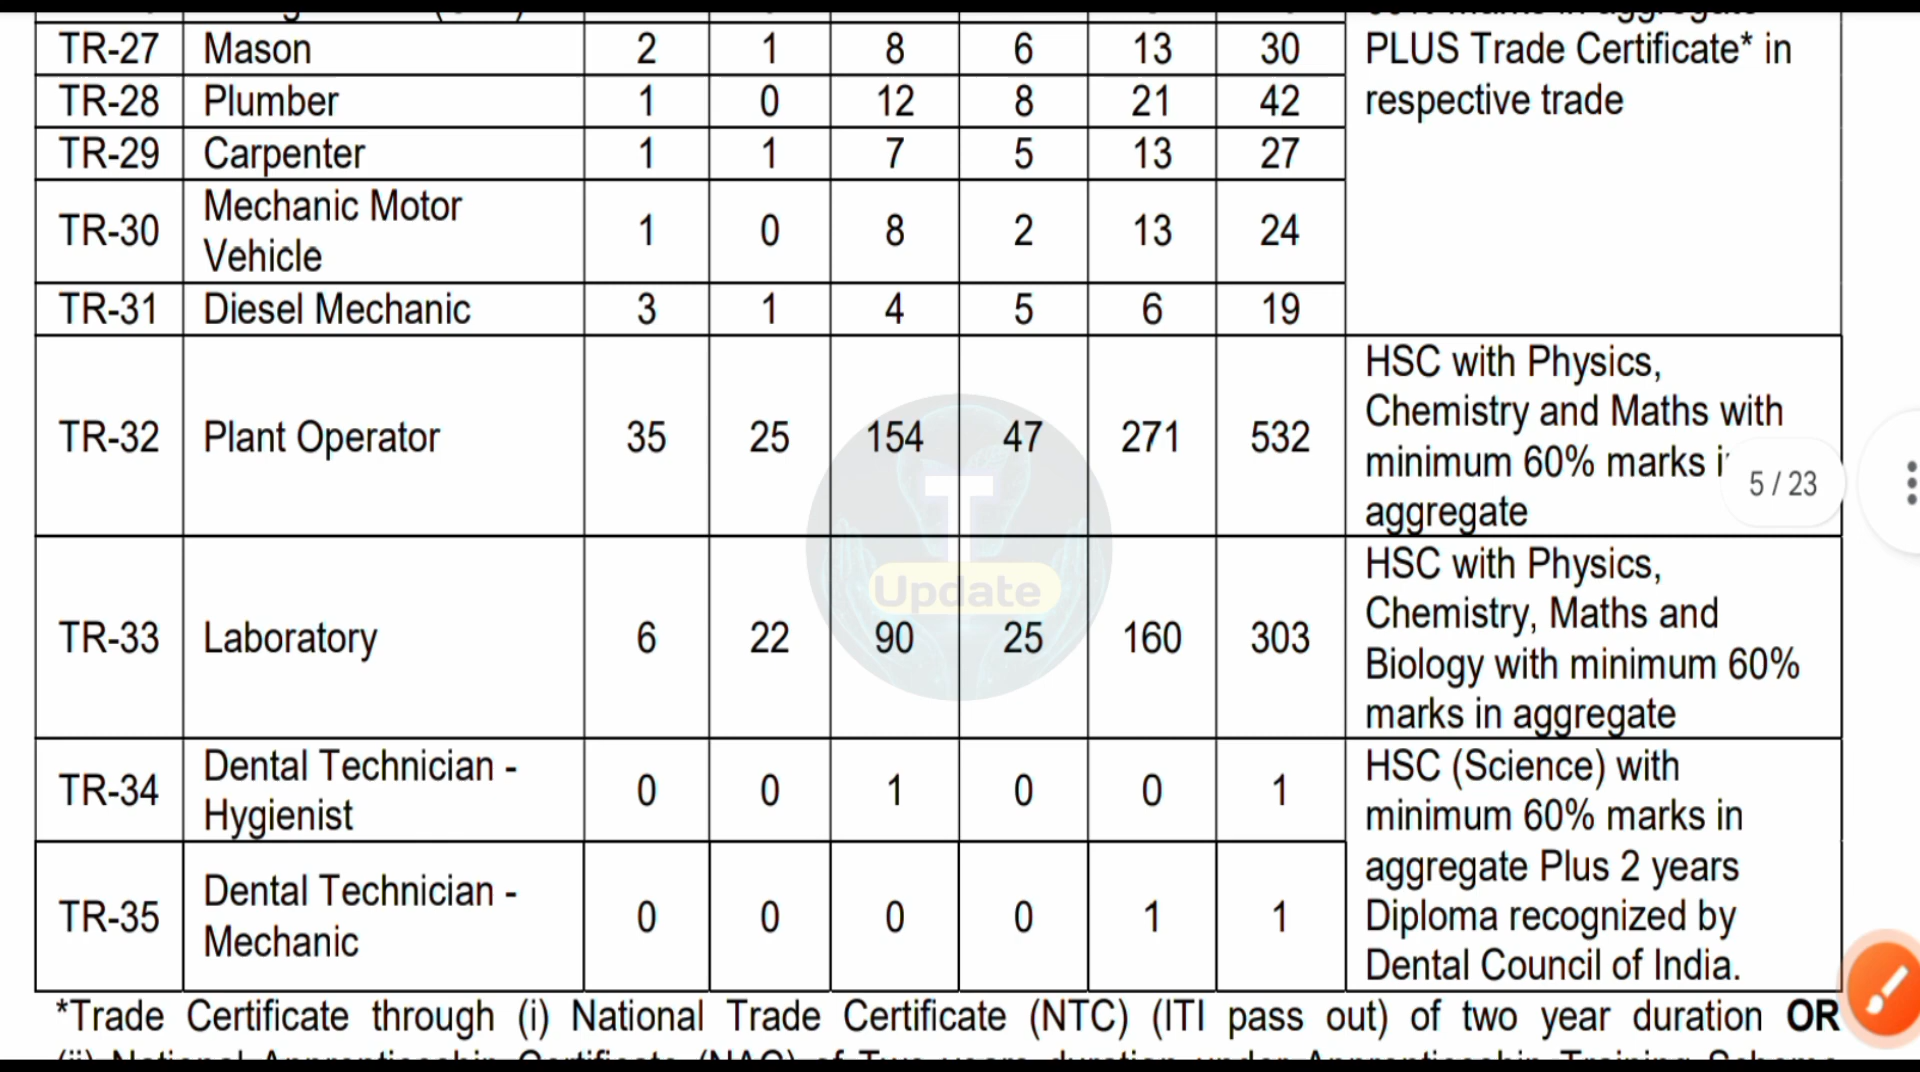 TR-27 Mason 2 1 8 6 13 30 PLUS Trade Certificate* in
TR-28 Plumber 1 0 12 8 21 42 respective trade
TR-29 Carpenter 1 1 7 5 13 27
TR-30 Mechanic Motor Vehicle 1 0 8 2 13 24
TR-31 Diesel Mechanic 3 1 4 5 6 19
TR-32 Plant Operator 35 25 154 47 271 532
HSC with Physics,
Chemistry and Maths with
minimum 60% marks
aggregate
5 / 23
TR-33 Laboratory 6 22 90 25 160 303
HSC with Physics,
Chemistry, Maths and
Biology with minimum 60%
marks in aggregate
T
Update
TR-34 Dental Technician - Hygienist 0 0 1 0 0 1
TR-35 Dental Technician - Mechanic 0 0 0 0 1 1
HSC (Science) with
minimum 60% marks in
aggregate Plus 2 years
Diploma recognized by
Dental Council of India.
*Trade Certificate through (i) National Trade Certificate (NTC) (ITI pass out) of two year duration OR